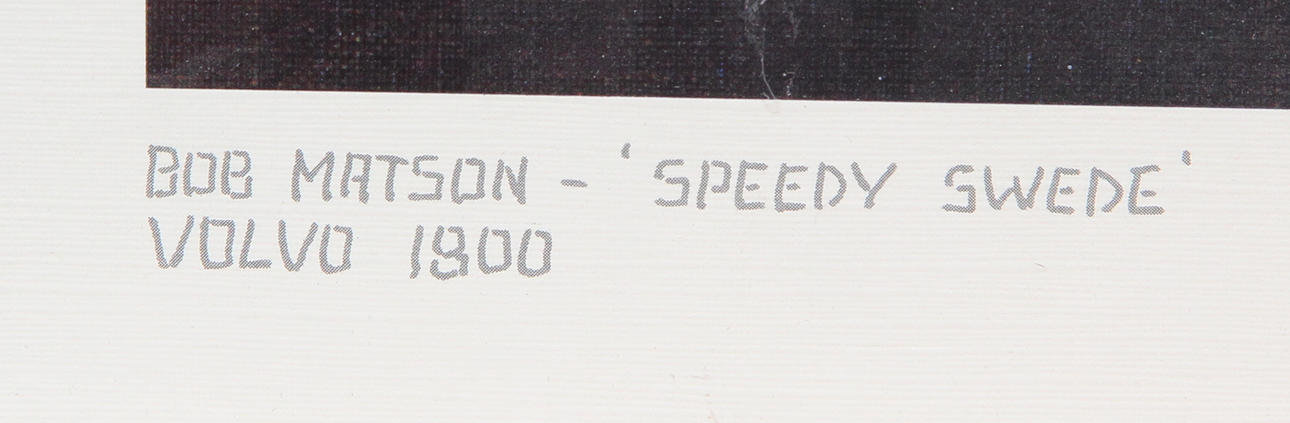 BOB MATSON - 'SPEEDY SWEDE'
VOLVO 1800